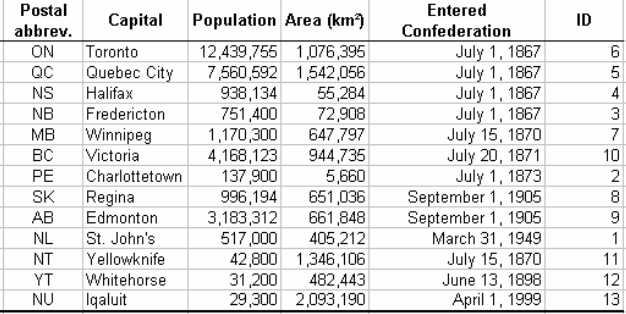 Postal abbrev. Capital Population Area (km²) Entered Confederation ID
ON Toronto 12,439,755 1,076,395 July 1, 1867 6
QC Quebec City 7,560,592 1,542,056 July 1, 1867 5
NS Halifax 938,134 55,284 July 1, 1867 4
NB Fredericton 751,400 72,908 July 1, 1867 3
MB Winnipeg 1,170,300 647,797 July 15, 1870 7
BC Victoria 4,168,123 944,735 July 20, 1871 10
PE Charlottetown 137,900 5,660 July 1, 1873 2
SK Regina 996,194 651,036 September 1, 1905 8
AB Edmonton 3,183,312 661,848 September 1, 1905 9
NL St. John's 517,000 405,212 March 31, 1949 1
NT Yellowknife 42,800 1,346,106 July 15, 1870 11
YT Whitehorse 31,200 482,443 June 13, 1898 12
NU Iqaluit 29,300 2,093,190 April 1, 1999 13